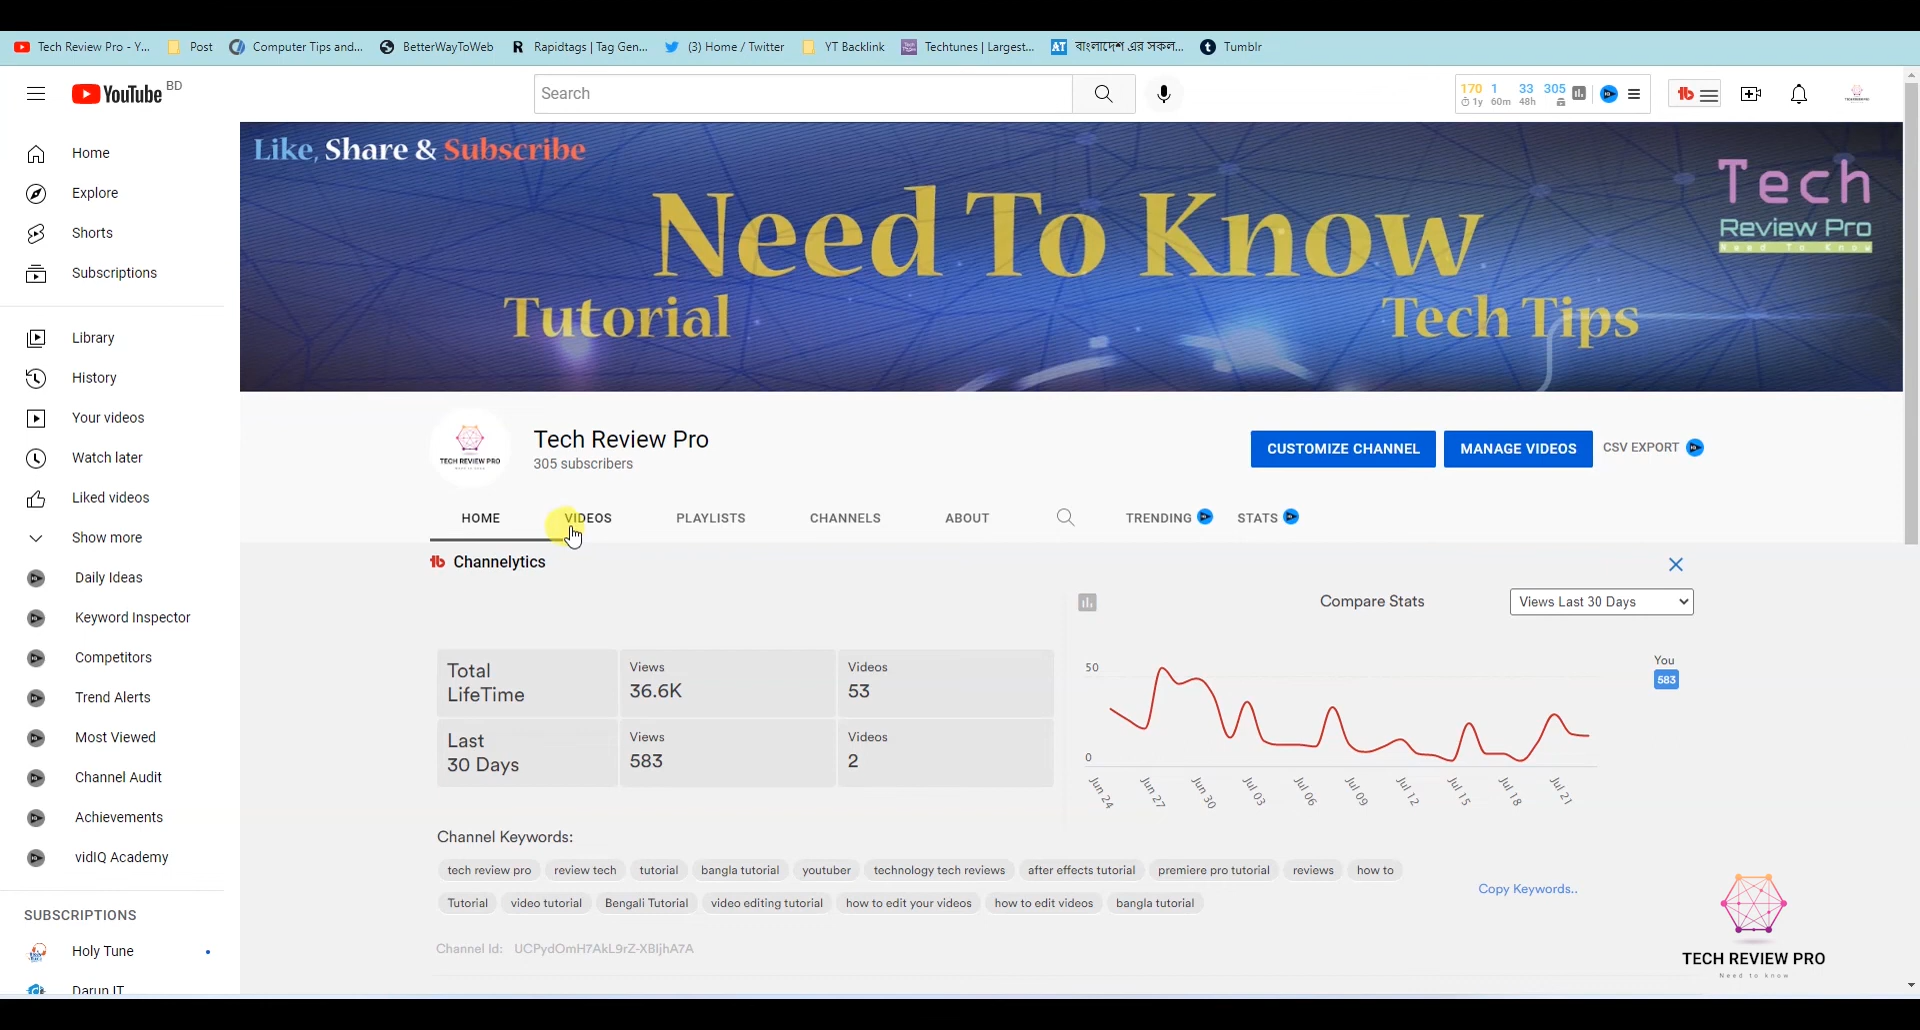 Tech Review Pro - Y...
Post
Computer Tips and...
BetterWayToWeb
Rapidtags | Tag Gen...
(3) Home / Twitter
YT Backlink
Techtunes | Largest...
বাংলাদেশ এর সকল...
Tumblr
YouTube BD
Search
170 1 33 305
1y 60m 48h
Home
Explore
Shorts
Subscriptions
Library
History
Your videos
Watch later
Liked videos
Show more
Daily Ideas
Keyword Inspector
Competitors
Trend Alerts
Most Viewed
Channel Audit
Achievements
vidIQ Academy
SUBSCRIPTIONS
Holy Tune
Darun IT
Like, Share & Subscribe
Need To Know
Tutorial
Tech Tips
Tech
Review Pro
Need To Know
TECH REVIEW PRO
Tech Review Pro
305 subscribers
CUSTOMIZE CHANNEL
MANAGE VIDEOS
CSV EXPORT
HOME
VIDEOS
PLAYLISTS
CHANNELS
ABOUT
TRENDING
STATS
Channelytics
Compare Stats
Views Last 30 Days
Total
LifeTime
Views
36.6K
Videos
53
Last
30 Days
Views
583
Videos
2
50
0
Jun 24
Jun 27
Jun 30
Jul 03
Jul 06
Jul 09
Jul 12
Jul 15
Jul 18
Jul 21
You
583
Channel Keywords:
tech review pro review tech tutorial bangla tutorial youtuber technology tech reviews after effects tutorial premiere pro tutorial reviews how to
Tutorial video tutorial Bengali Tutorial video editing tutorial how to edit your videos how to edit videos bangla tutorial
Copy Keywords..
Channel Id: UCPydOmH7AkL9rZ-XBljhA7A
TECH REVIEW PRO
Need to know